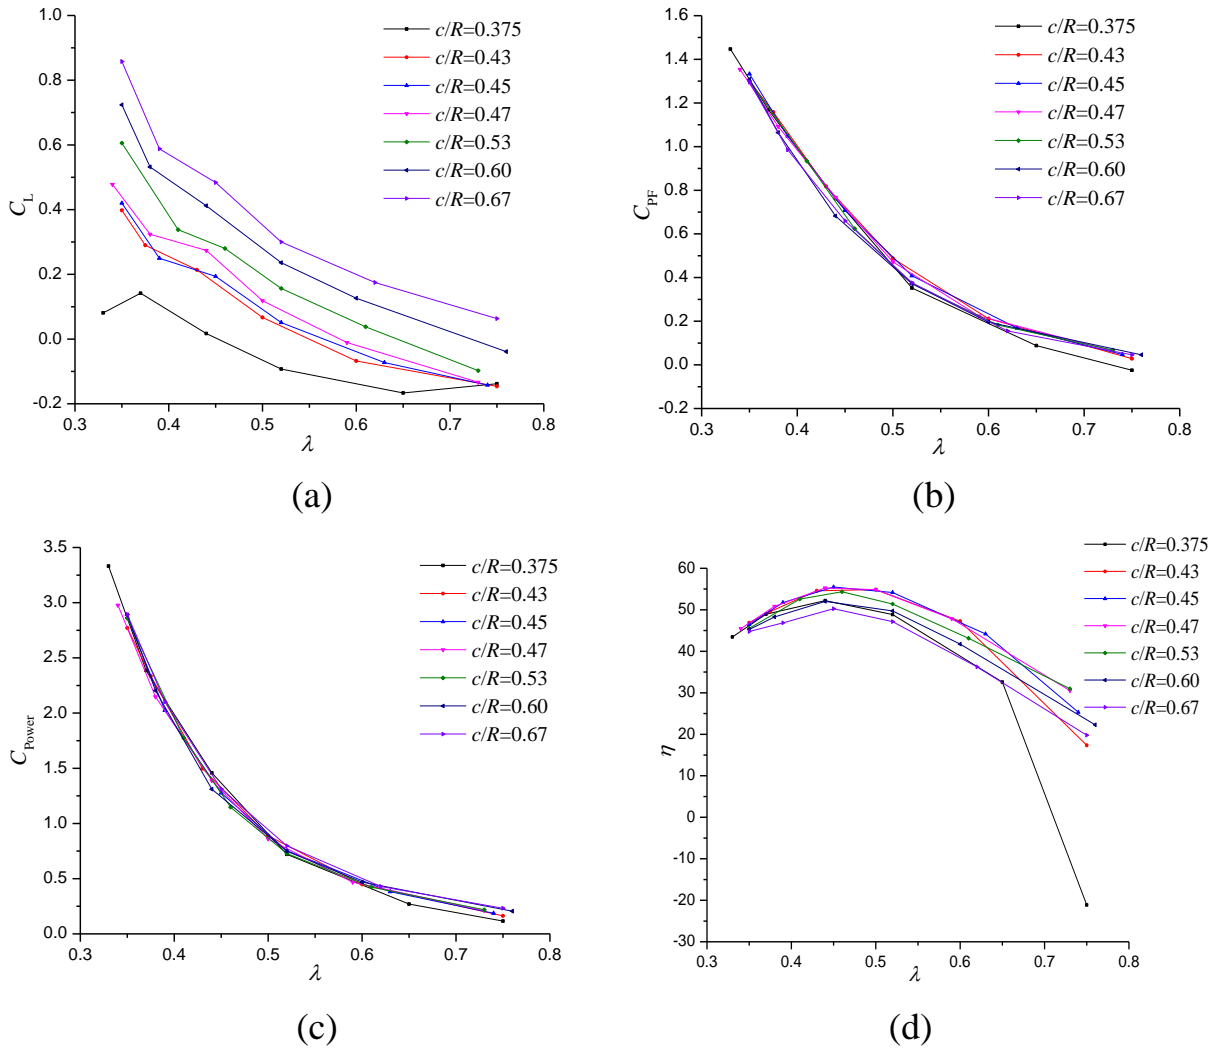 1.0
0.8
0.6
0.4
0.2
0.0
-0.2
C_L
0.3 0.4 0.5 0.6 0.7 0.8
λ
c/R=0.375
c/R=0.43
c/R=0.45
c/R=0.47
c/R=0.53
c/R=0.60
c/R=0.67
(a)
1.6
1.4
1.2
1.0
0.8
0.6
0.4
0.2
0.0
-0.2
C_PF
0.3 0.4 0.5 0.6 0.7 0.8
λ
c/R=0.375
c/R=0.43
c/R=0.45
c/R=0.47
c/R=0.53
c/R=0.60
c/R=0.67
(b)
3.5
3.0
2.5
2.0
1.5
1.0
0.5
0.0
C_Power
0.3 0.4 0.5 0.6 0.7 0.8
λ
c/R=0.375
c/R=0.43
c/R=0.45
c/R=0.47
c/R=0.53
c/R=0.60
c/R=0.67
(c)
60
50
40
30
20
10
0
-10
-20
-30
η
0.3 0.4 0.5 0.6 0.7 0.8
λ
c/R=0.375
c/R=0.43
c/R=0.45
c/R=0.47
c/R=0.53
c/R=0.60
c/R=0.67
(d)